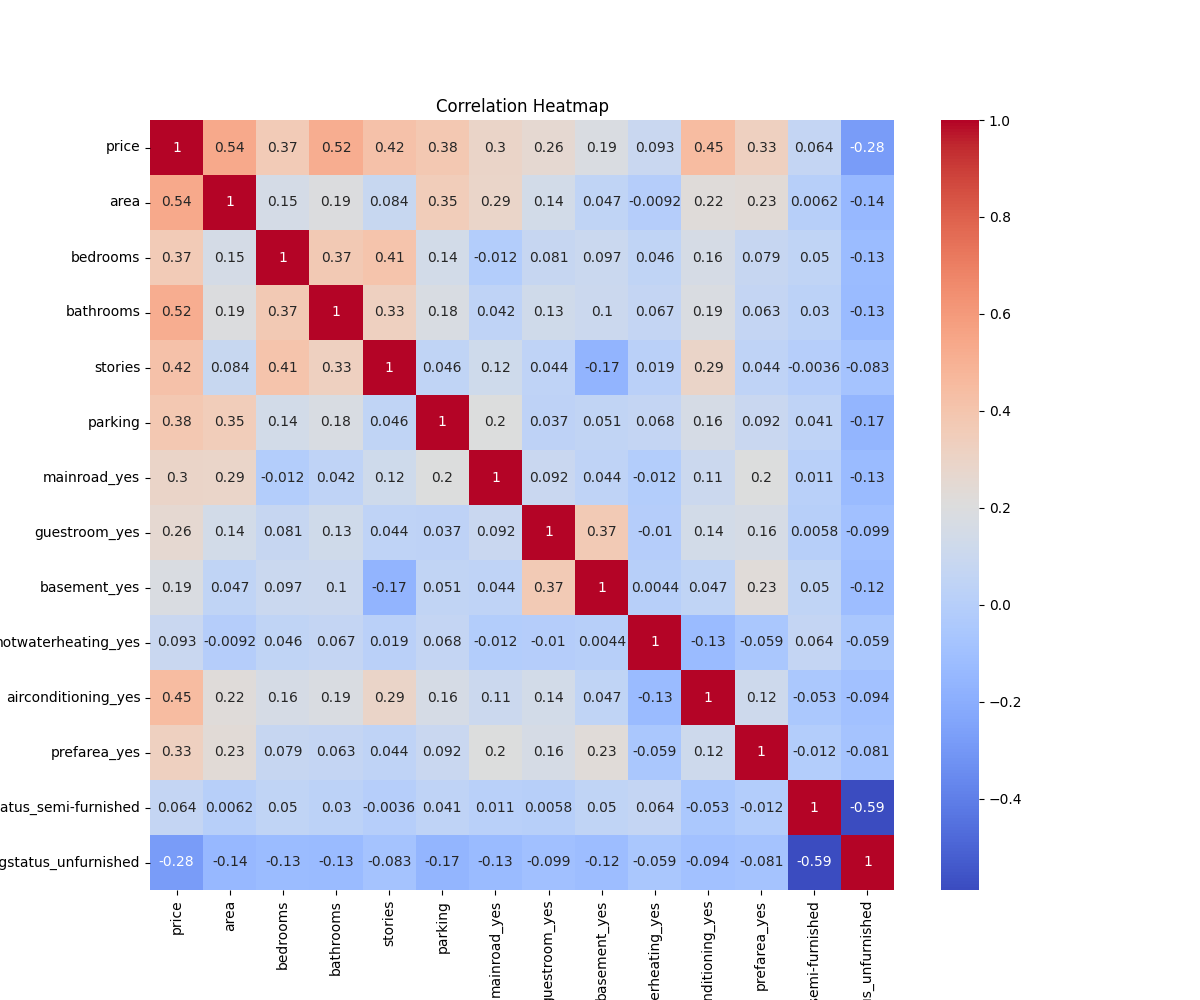 Correlation Heatmap
price 1 0.54 0.37 0.52 0.42 0.38 0.3 0.26 0.19 0.093 0.45 0.33 0.064 -0.28
area 0.54 1 0.15 0.19 0.084 0.35 0.29 0.14 0.047 -0.0092 0.22 0.23 0.0062 -0.14
bedrooms 0.37 0.15 1 0.37 0.41 0.14 -0.012 0.081 0.097 0.046 0.16 0.079 0.05 -0.13
bathrooms 0.52 0.19 0.37 1 0.33 0.18 0.042 0.13 0.1 0.067 0.19 0.063 0.03 -0.13
stories 0.42 0.084 0.41 0.33 1 0.046 0.12 0.044 -0.17 0.019 0.29 0.044 -0.0036 -0.083
parking 0.38 0.35 0.14 0.18 0.046 1 0.2 0.037 0.051 0.068 0.16 0.092 0.041 -0.17
mainroad_yes 0.3 0.29 -0.012 0.042 0.12 0.2 1 0.092 0.044 -0.012 0.11 0.2 0.011 -0.13
guestroom_yes 0.26 0.14 0.081 0.13 0.044 0.037 0.092 1 0.37 -0.01 0.14 0.16 0.0058 -0.099
basement_yes 0.19 0.047 0.097 0.1 -0.17 0.051 0.044 0.37 1 0.0044 0.047 0.23 0.05 -0.12
hotwaterheating_yes 0.093 -0.0092 0.046 0.067 0.019 0.068 -0.012 -0.01 0.0044 1 -0.13 -0.059 0.064 -0.059
airconditioning_yes 0.45 0.22 0.16 0.19 0.29 0.16 0.11 0.14 0.047 -0.13 1 0.12 -0.053 -0.094
prefarea_yes 0.33 0.23 0.079 0.063 0.044 0.092 0.2 0.16 0.23 -0.059 0.12 1 -0.012 -0.081
atus_semi-furnished 0.064 0.0062 0.05 0.03 -0.0036 0.041 0.011 0.0058 0.05 0.064 -0.053 -0.012 1 -0.59
gstatus_unfurnished -0.28 -0.14 -0.13 -0.13 -0.083 -0.17 -0.13 -0.099 -0.12 -0.059 -0.094 -0.081 -0.59 1
price
area
bedrooms
bathrooms
stories
parking
mainroad_yes
guestroom_yes
basement_yes
erheating_yes
nditioning_yes
prefarea_yes
semi-furnished
us_unfurnished
1.0
0.8
0.6
0.4
0.2
0.0
−0.2
−0.4